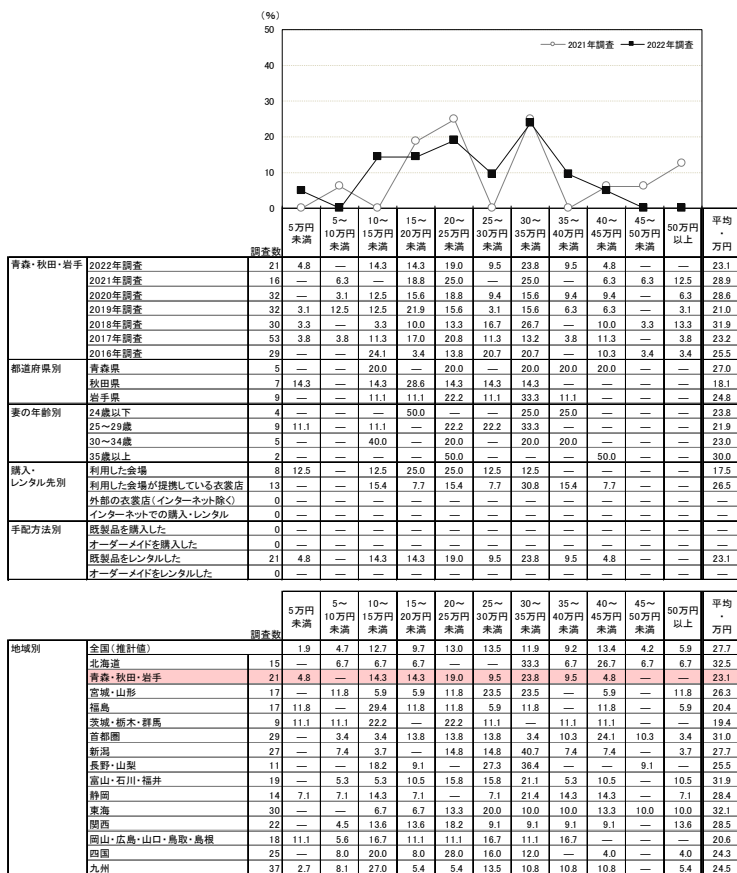 (%)
50
40
30
20
10
0
2021年調査 2022年調査
調査数 5万円未満 5~10万円未満 10~15万円未満 15~20万円未満 20~25万円未満 25~30万円未満 30~35万円未満 35~40万円未満 40~45万円未満 45~50万円未満 50万円以上 平均・万円
青森・秋田・岩手 2022年調査 21 4.8 — 14.3 14.3 19.0 9.5 23.8 9.5 4.8 — — 23.1
2021年調査 16 — 6.3 — 18.8 25.0 — 25.0 — 6.3 6.3 12.5 28.9
2020年調査 32 — 3.1 12.5 15.6 18.8 9.4 15.6 9.4 9.4 — 6.3 28.6
2019年調査 32 3.1 12.5 12.5 21.9 15.6 3.1 15.6 6.3 6.3 — 3.1 21.0
2018年調査 30 3.3 — 3.3 10.0 13.3 16.7 26.7 — 10.0 3.3 13.3 31.9
2017年調査 53 3.8 3.8 11.3 17.0 20.8 11.3 13.2 3.8 11.3 — 3.8 23.2
2016年調査 29 — — 24.1 3.4 13.8 20.7 20.7 — 10.3 3.4 3.4 25.5
都道府県別 青森県 5 — — 20.0 — 20.0 — 20.0 20.0 20.0 — — 27.0
秋田県 7 14.3 — 14.3 28.6 14.3 14.3 14.3 — — — — 18.1
岩手県 9 — — 11.1 11.1 22.2 11.1 33.3 11.1 — — — 24.8
妻の年齢別 24歳以下 4 — — — 50.0 — — 25.0 25.0 — — — 23.8
25~29歳 9 11.1 — 11.1 — 22.2 22.2 33.3 — — — — 21.9
30~34歳 5 — — 40.0 — 20.0 — 20.0 20.0 — — — 23.0
35歳以上 2 — — — — 50.0 — — — 50.0 — — 30.0
購入・レンタル先別 利用した会場 8 12.5 — 12.5 25.0 25.0 12.5 12.5 — — — — 17.5
利用した会場が提携している衣裳店 13 — — 15.4 7.7 15.4 7.7 30.8 15.4 7.7 — — 26.5
外部の衣裳店(インターネット除く) 0 — — — — — — — — — — — —
インターネットでの購入・レンタル 0 — — — — — — — — — — — —
手配方法別 既製品を購入した 0 — — — — — — — — — — — —
オーダーメイドを購入した 0 — — — — — — — — — — — —
既製品をレンタルした 21 4.8 — 14.3 14.3 19.0 9.5 23.8 9.5 4.8 — — 23.1
オーダーメイドをレンタルした 0 — — — — — — — — — — — —
調査数 5万円未満 5~10万円未満 10~15万円未満 15~20万円未満 20~25万円未満 25~30万円未満 30~35万円未満 35~40万円未満 40~45万円未満 45~50万円未満 50万円以上 平均・万円
地域別 全国(推計値) 1.9 4.7 12.7 9.7 13.0 13.5 11.9 9.2 13.4 4.2 5.9 27.7
北海道 15 — 6.7 6.7 6.7 — — 33.3 6.7 26.7 6.7 6.7 32.5
青森・秋田・岩手 21 4.8 — 14.3 14.3 19.0 9.5 23.8 9.5 4.8 — — 23.1
宮城・山形 17 — 11.8 5.9 5.9 11.8 23.5 23.5 — 5.9 — 11.8 26.3
福島 17 11.8 — 29.4 11.8 11.8 5.9 11.8 — 11.8 — 5.9 20.4
茨城・栃木・群馬 9 11.1 11.1 22.2 — 22.2 11.1 — 11.1 11.1 — — 19.4
首都圏 29 — 3.4 3.4 13.8 13.8 13.8 3.4 10.3 24.1 10.3 3.4 31.0
新潟 27 — 7.4 3.7 — 14.8 14.8 40.7 7.4 7.4 — 3.7 27.7
長野・山梨 11 — — 18.2 9.1 — 27.3 36.4 — — 9.1 — 25.5
富山・石川・福井 19 — 5.3 5.3 10.5 15.8 15.8 21.1 5.3 10.5 — 10.5 31.9
静岡 14 7.1 7.1 14.3 7.1 — 7.1 21.4 14.3 14.3 — 7.1 28.4
東海 30 — — 6.7 6.7 13.3 20.0 10.0 10.0 13.3 10.0 10.0 32.1
関西 22 — 4.5 13.6 13.6 18.2 9.1 9.1 9.1 9.1 — 13.6 28.5
岡山・広島・山口・鳥取・島根 18 11.1 5.6 16.7 11.1 11.1 16.7 11.1 16.7 — — — 20.6
四国 25 — 8.0 20.0 8.0 28.0 16.0 12.0 — 4.0 — 4.0 24.3
九州 37 2.7 8.1 27.0 5.4 5.4 13.5 10.8 10.8 10.8 — 5.4 24.5